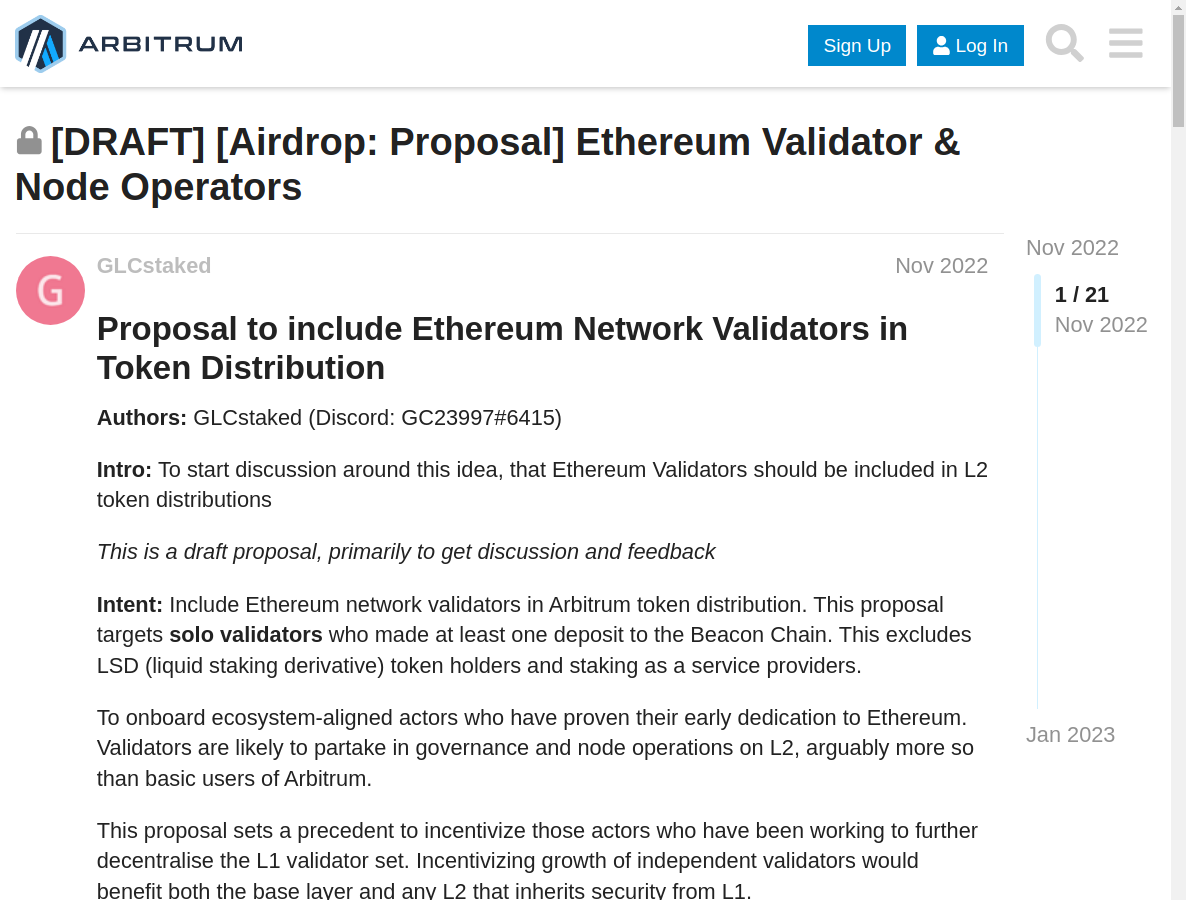 ARBITRUM
Sign Up
Log In
[DRAFT] [Airdrop: Proposal] Ethereum Validator &
Node Operators
GLCstaked
Nov 2022
Nov 2022
1 / 21
Nov 2022
G
Proposal to include Ethereum Network Validators in
Token Distribution
Authors: GLCstaked (Discord: GC23997#6415)
Intro: To start discussion around this idea, that Ethereum Validators should be included in L2
token distributions
This is a draft proposal, primarily to get discussion and feedback
Intent: Include Ethereum network validators in Arbitrum token distribution. This proposal
targets solo validators who made at least one deposit to the Beacon Chain. This excludes
LSD (liquid staking derivative) token holders and staking as a service providers.
To onboard ecosystem-aligned actors who have proven their early dedication to Ethereum.
Validators are likely to partake in governance and node operations on L2, arguably more so
than basic users of Arbitrum.
Jan 2023
This proposal sets a precedent to incentivize those actors who have been working to further
decentralise the L1 validator set. Incentivizing growth of independent validators would
benefit both the base layer and any L2 that inherits security from L1.